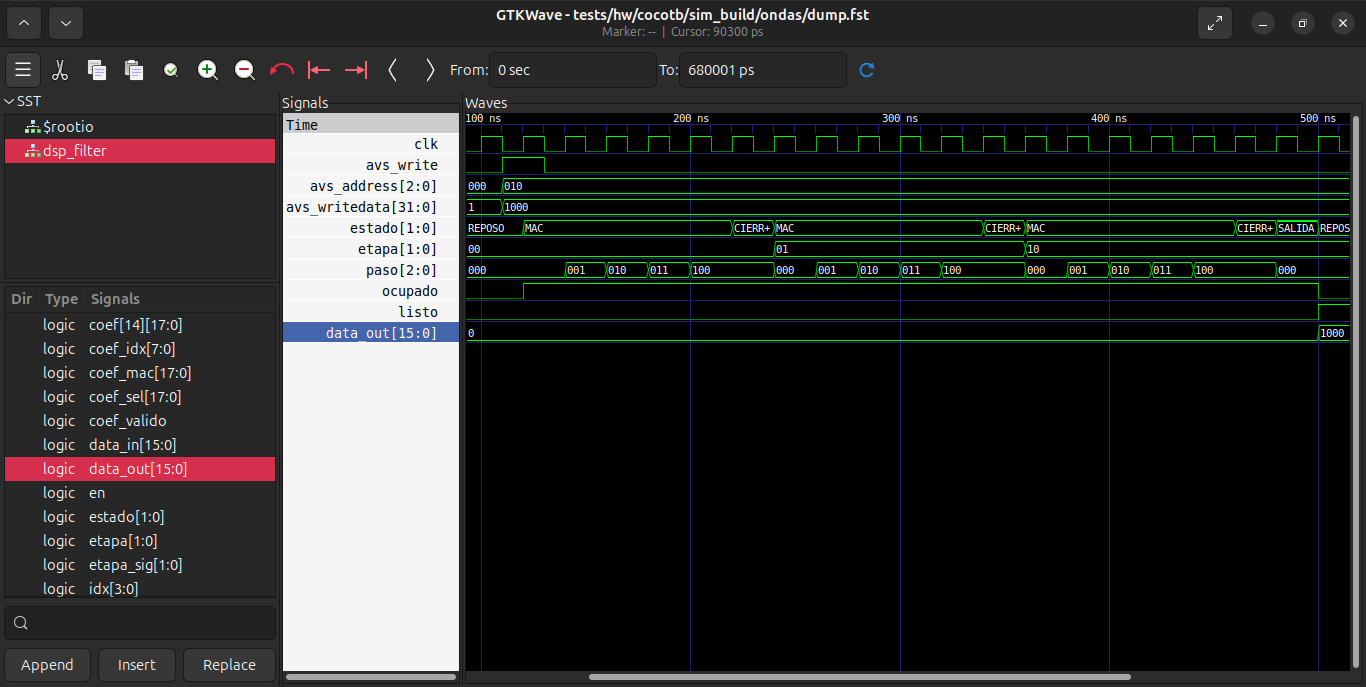 GTKWave - tests/hw/cocotb/sim_build/ondas/dump.fst
Marker: -- | Cursor: 90300 ps
From: 0 sec To: 680001 ps
SST
$rootio
dsp_filter
Dir Type Signals
logic coef[14][17:0]
logic coef_idx[7:0]
logic coef_mac[17:0]
logic coef_sel[17:0]
logic coef_valido
logic data_in[15:0]
logic data_out[15:0]
logic en
logic estado[1:0]
logic etapa[1:0]
logic etapa_sig[1:0]
logic idx[3:0]
Append Insert Replace
Signals
Time
clk
avs_write
avs_address[2:0]
avs_writedata[31:0]
estado[1:0]
etapa[1:0]
paso[2:0]
ocupado
listo
data_out[15:0]
Waves
100 ns 200 ns 300 ns 400 ns 500 ns
000 010
1 1000
REPOSO MAC CIERR+ MAC CIERR+ MAC CIERR+ SALIDA REPOS
00 01 10
000 001 010 011 100 000 001 010 011 100 000 001 010 011 100 000
0 1000